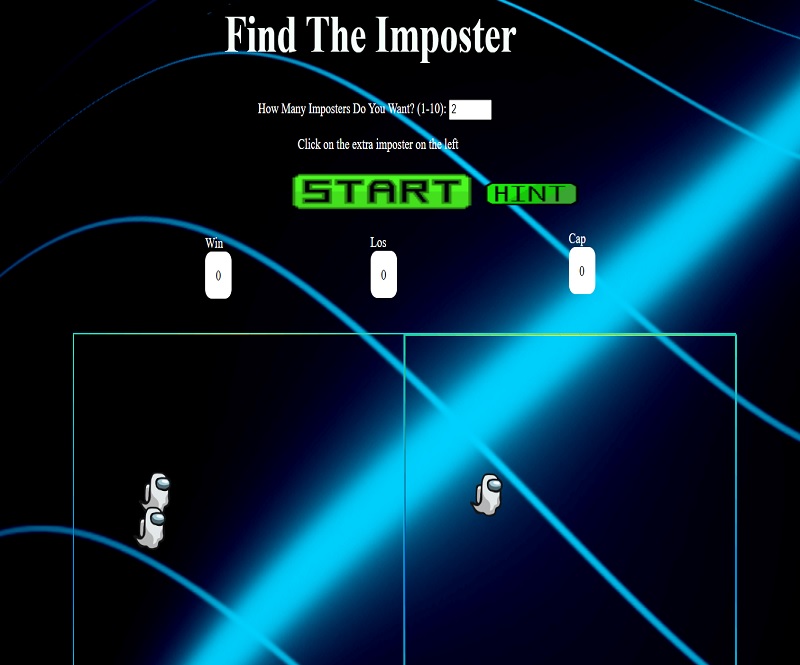 Find The Imposter
How Many Imposters Do You Want? (1-10): 2
Click on the extra imposter on the left
START HINT
Win Los Cap
0 0 0